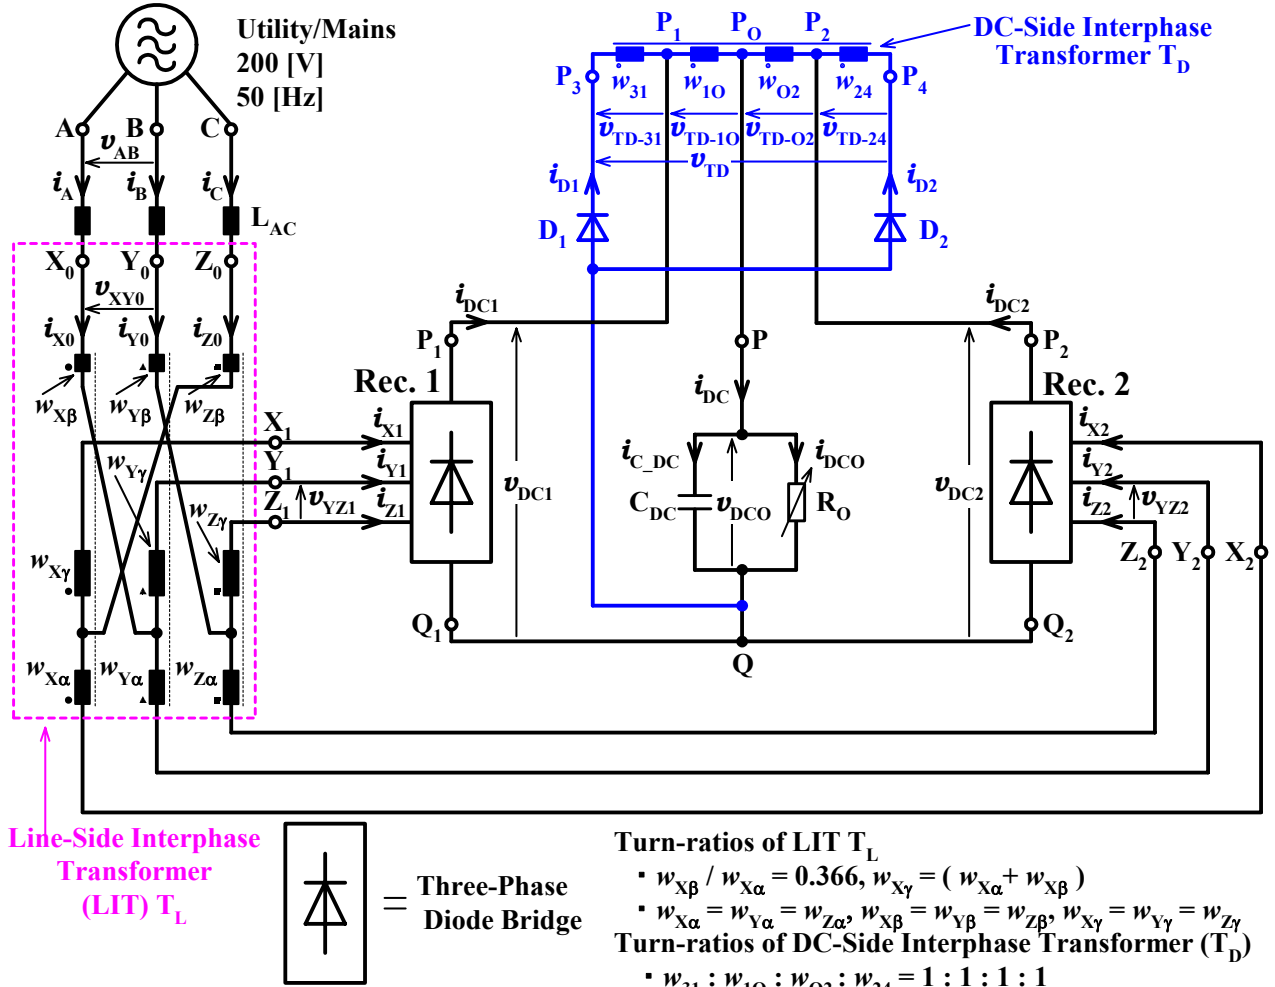 Utility/Mains
200 [V]
50 [Hz]
P1 PO P2
DC-Side Interphase
Transformer TD
P3 w31 w1O wO2 w24 P4
A B C
vAB
vTD-31 vTD-1O vTD-O2 vTD-24
vTD
iA iB iC
iD1 iD2
LAC
D1 D2
X0 Y0 Z0
vXY0
iX0 iY0 iZ0
iDC1 iDC2
P1 P P2
Rec. 1 Rec. 2
wXβ wYβ wZβ
iDC
X1 iX1 iX2
wYγ Y1 iY1 iY2
iC_DC iDCO
wZγ Z1 vYZ1 iZ1 vDC1 CDC vDCO RO vDC2 iZ2 vYZ2
wXγ
Z2 Y2 X2
Q1 Q Q2
wXα wYα wZα
Line-Side Interphase
Transformer
(LIT) TL
= Three-Phase
Diode Bridge
Turn-ratios of LIT TL
▪ wXβ / wXα = 0.366, wXγ = ( wXα+ wXβ )
▪ wXα = wYα = wZα, wXβ = wYβ = wZβ, wXγ = wYγ = wZγ
Turn-ratios of DC-Side Interphase Transformer (TD)
▪ w31 : w1O : wO2 : w24 = 1 : 1 : 1 : 1